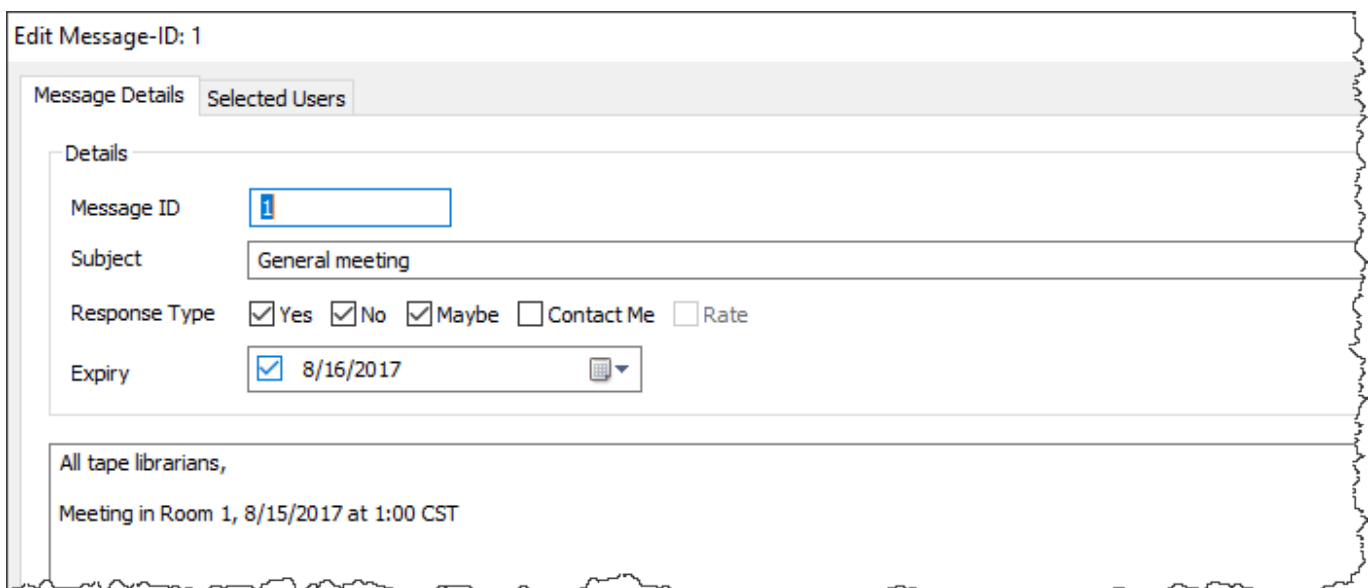 Edit Message-ID: 1
Message Details Selected Users
Details
Message ID 1
Subject General meeting
Response Type Yes No Maybe Contact Me Rate
Expiry 8/16/2017
All tape librarians,
Meeting in Room 1, 8/15/2017 at 1:00 CST